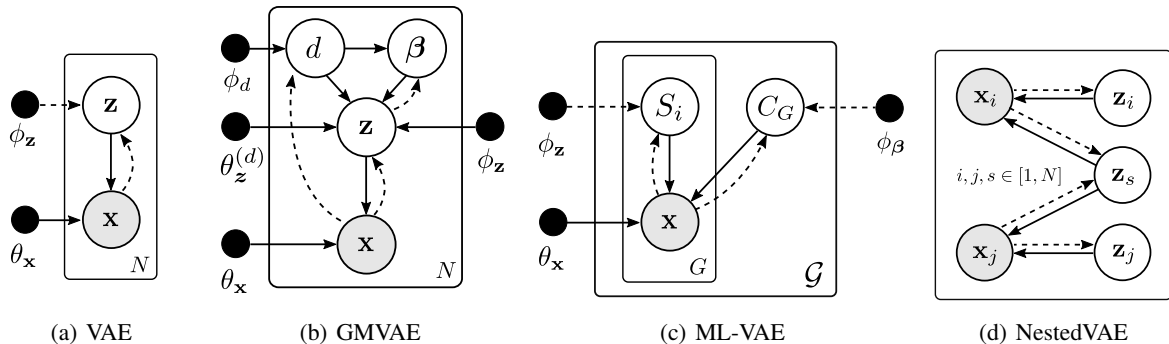 z
ϕ_z
x
θ_x
N
(a) VAE
d
β
ϕ_d
z
θ_z^(d)
ϕ_z
x
θ_x
N
(b) GMVAE
S_i
C_G
ϕ_z
ϕ_β
x
θ_x
G
𝒢
(c) ML-VAE
x_i
z_i
i, j, s ∈ [1, N]
z_s
x_j
z_j
(d) NestedVAE